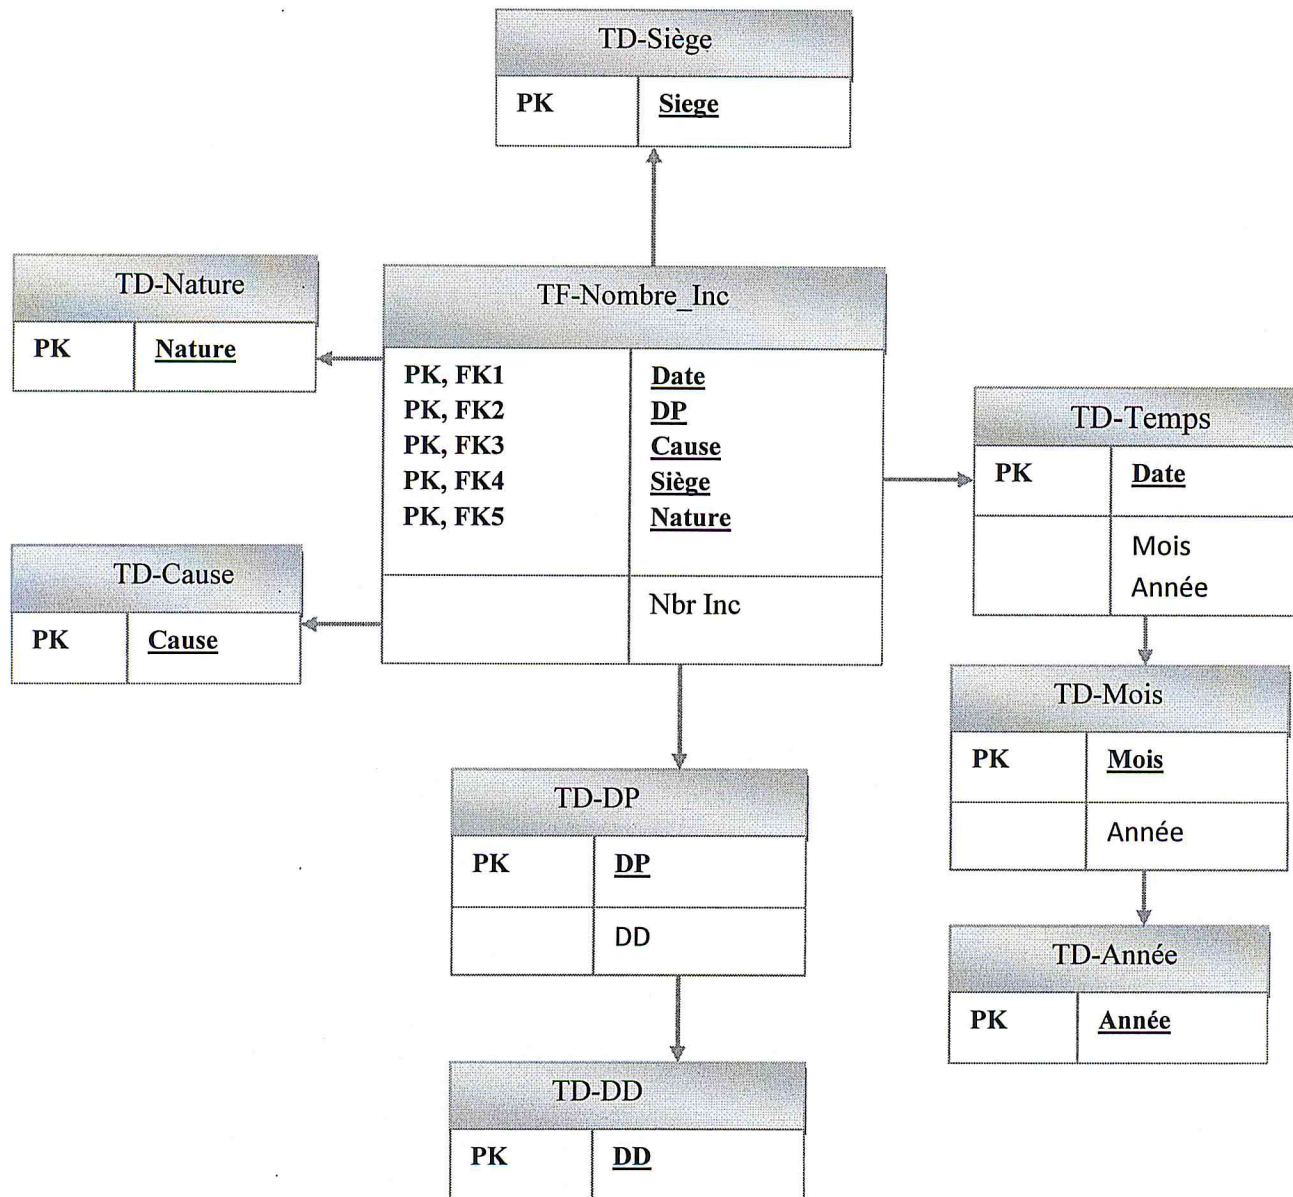 TD-Siège
PK Siege
TD-Nature
PK Nature
TF-Nombre_Inc
PK, FK1 Date
PK, FK2 DP
PK, FK3 Cause
PK, FK4 Siège
PK, FK5 Nature
Nbr Inc
TD-Cause
PK Cause
TD-Temps
PK Date
Mois
Année
TD-Mois
PK Mois
Année
TD-Année
PK Année
TD-DP
PK DP
DD
TD-DD
PK DD